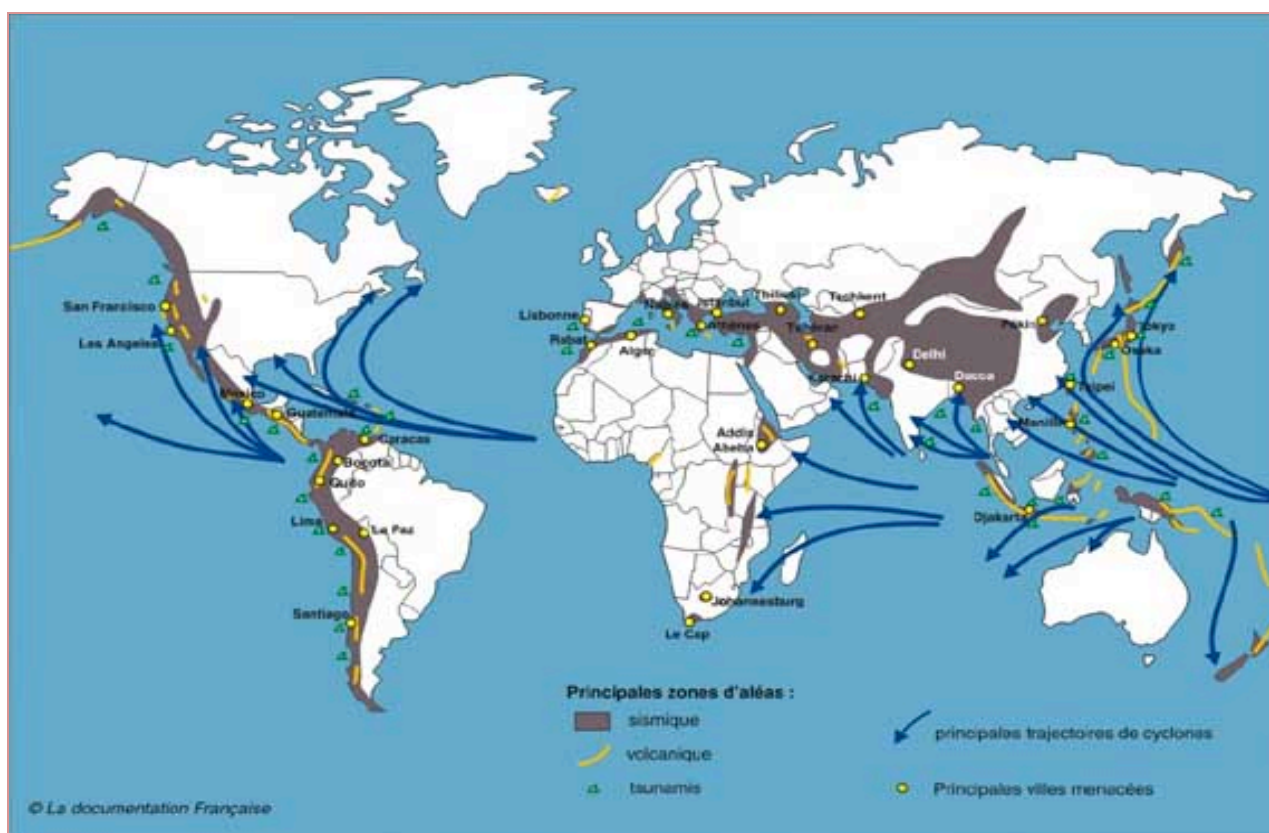 San Francisco
Los Angeles
Mexico
Guatemala
Caracas
Bogota
Quito
Lima
La Paz
Santiago
Lisbonne
Rabat
Alger
Istanbul
Athènes
Tbilissi
Téhéran
Tachkent
Karachi
Delhi
Dacca
Pékin
Tokyo
Osaka
Taipei
Manille
Djakarta
Addis
Abeba
Johannesburg
Le Cap
Principales zones d'aléas :
sismique
volcanique
tsunamis
principales trajectoires de cyclones
Principales villes menacées
© La documentation Française